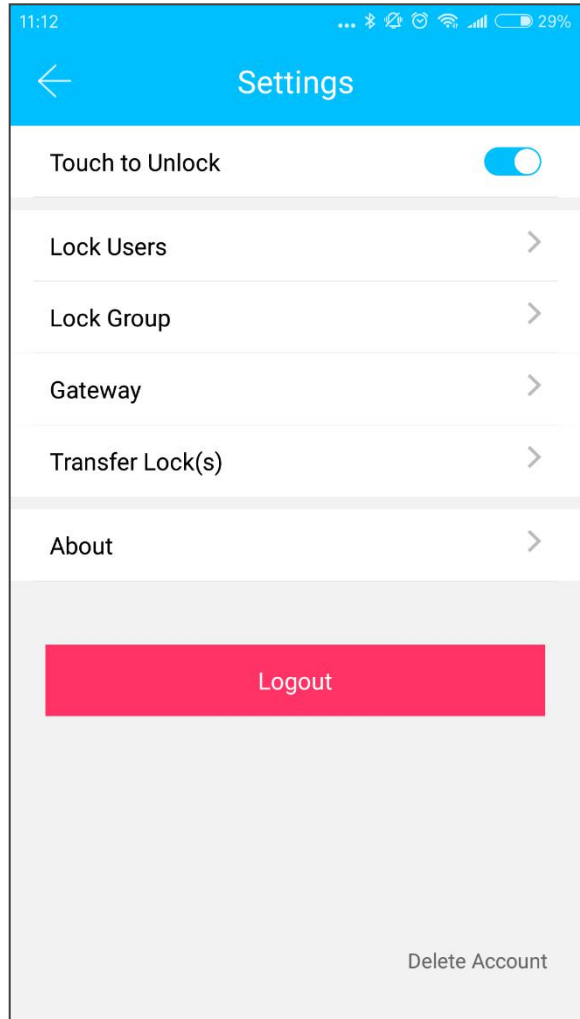 11:12 ... 29%
Settings
Touch to Unlock
Lock Users
Lock Group
Gateway
Transfer Lock(s)
About
Logout
Delete Account